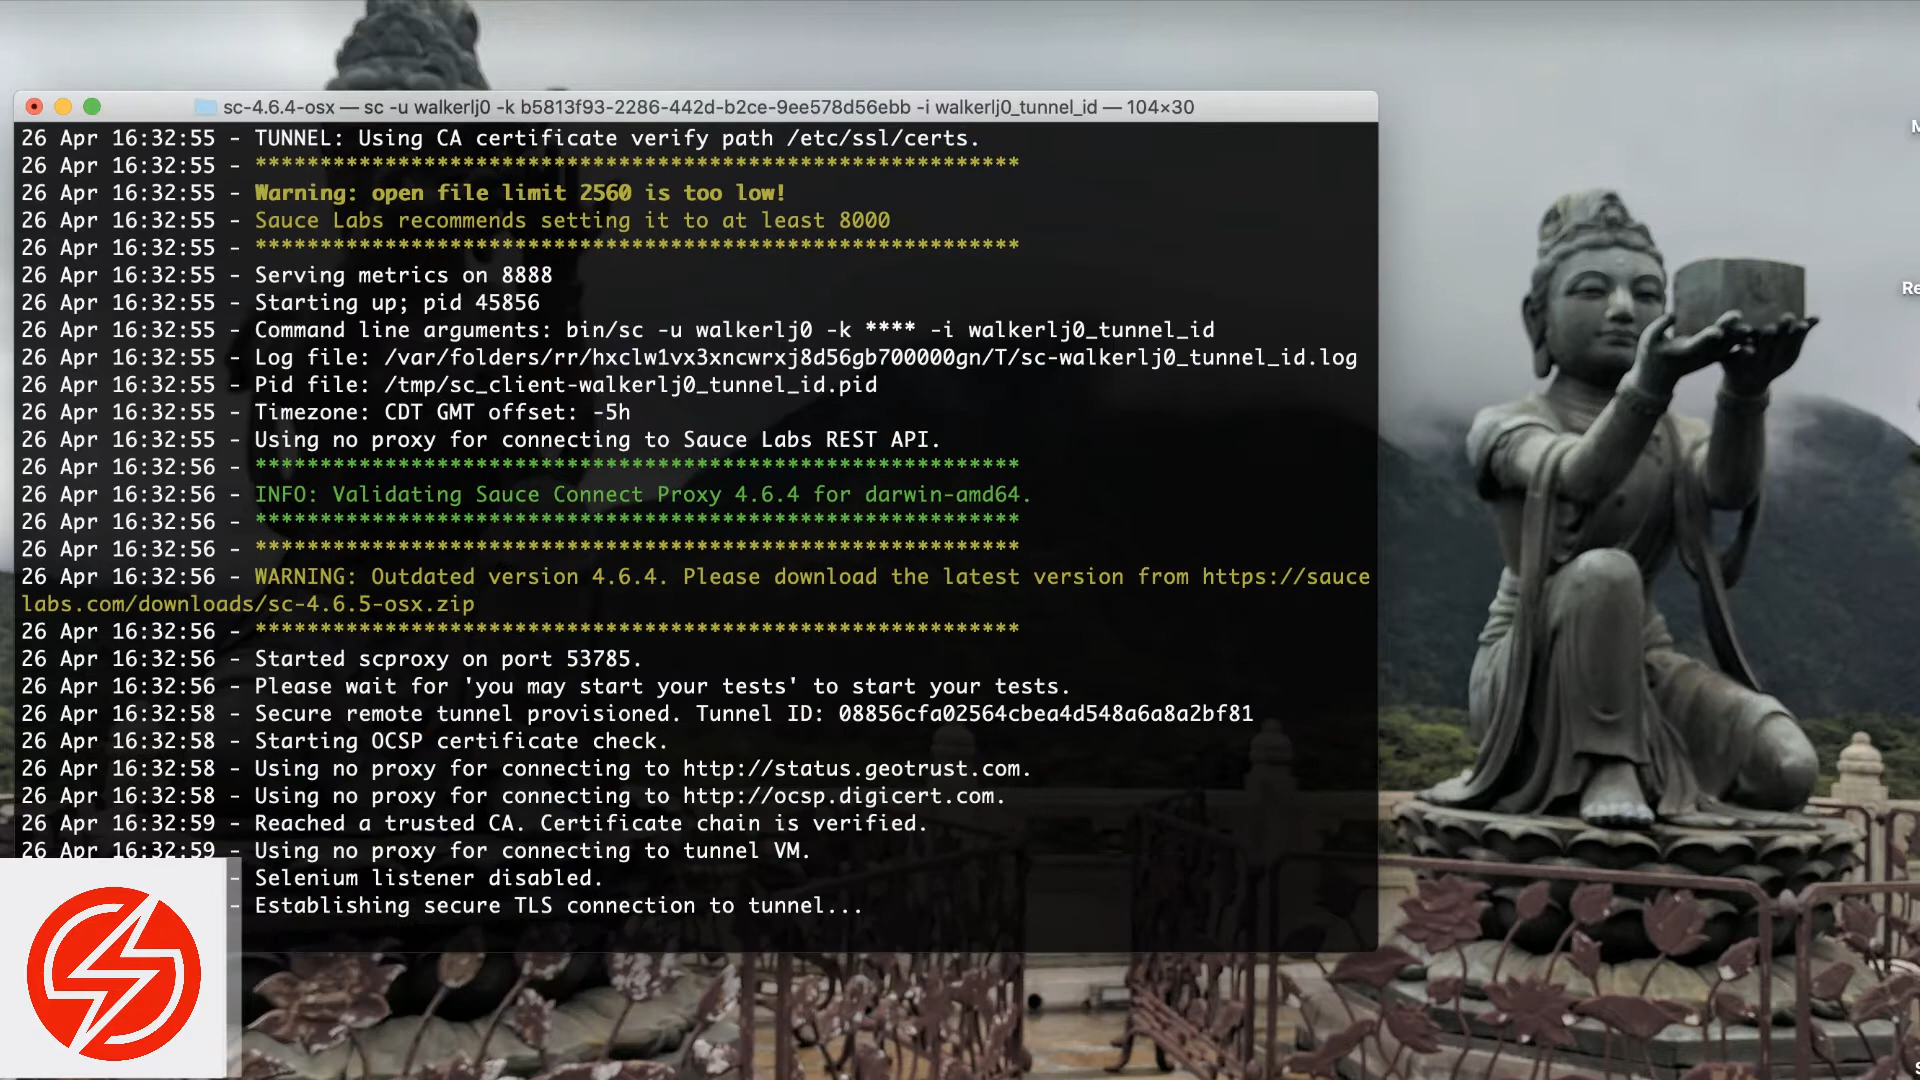 sc-4.6.4-osx — sc -u walkerlj0 -k b5813f93-2286-442d-b2ce-9ee578d56ebb -i walkerlj0_tunnel_id — 104×30
26 Apr 16:32:55 - TUNNEL: Using CA certificate verify path /etc/ssl/certs.
26 Apr 16:32:55 - ***********************************************************
26 Apr 16:32:55 - Warning: open file limit 2560 is too low!
26 Apr 16:32:55 - Sauce Labs recommends setting it to at least 8000
26 Apr 16:32:55 - ***********************************************************
26 Apr 16:32:55 - Serving metrics on 8888
26 Apr 16:32:55 - Starting up; pid 45856
26 Apr 16:32:55 - Command line arguments: bin/sc -u walkerlj0 -k **** -i walkerlj0_tunnel_id
26 Apr 16:32:55 - Log file: /var/folders/rr/hxclw1vx3xncwrxj8d56gb700000gn/T/sc-walkerlj0_tunnel_id.log
26 Apr 16:32:55 - Pid file: /tmp/sc_client-walkerlj0_tunnel_id.pid
26 Apr 16:32:55 - Timezone: CDT GMT offset: -5h
26 Apr 16:32:55 - Using no proxy for connecting to Sauce Labs REST API.
26 Apr 16:32:56 - ***********************************************************
26 Apr 16:32:56 - INFO: Validating Sauce Connect Proxy 4.6.4 for darwin-amd64.
26 Apr 16:32:56 - ***********************************************************
26 Apr 16:32:56 - ***********************************************************
26 Apr 16:32:56 - WARNING: Outdated version 4.6.4. Please download the latest version from https://sauce
labs.com/downloads/sc-4.6.5-osx.zip
26 Apr 16:32:56 - ***********************************************************
26 Apr 16:32:56 - Started scproxy on port 53785.
26 Apr 16:32:56 - Please wait for 'you may start your tests' to start your tests.
26 Apr 16:32:58 - Secure remote tunnel provisioned. Tunnel ID: 08856cfa02564cbea4d548a6a8a2bf81
26 Apr 16:32:58 - Starting OCSP certificate check.
26 Apr 16:32:58 - Using no proxy for connecting to http://status.geotrust.com.
26 Apr 16:32:58 - Using no proxy for connecting to http://ocsp.digicert.com.
26 Apr 16:32:59 - Reached a trusted CA. Certificate chain is verified.
26 Apr 16:32:59 - Using no proxy for connecting to tunnel VM.
- Selenium listener disabled.
- Establishing secure TLS connection to tunnel...